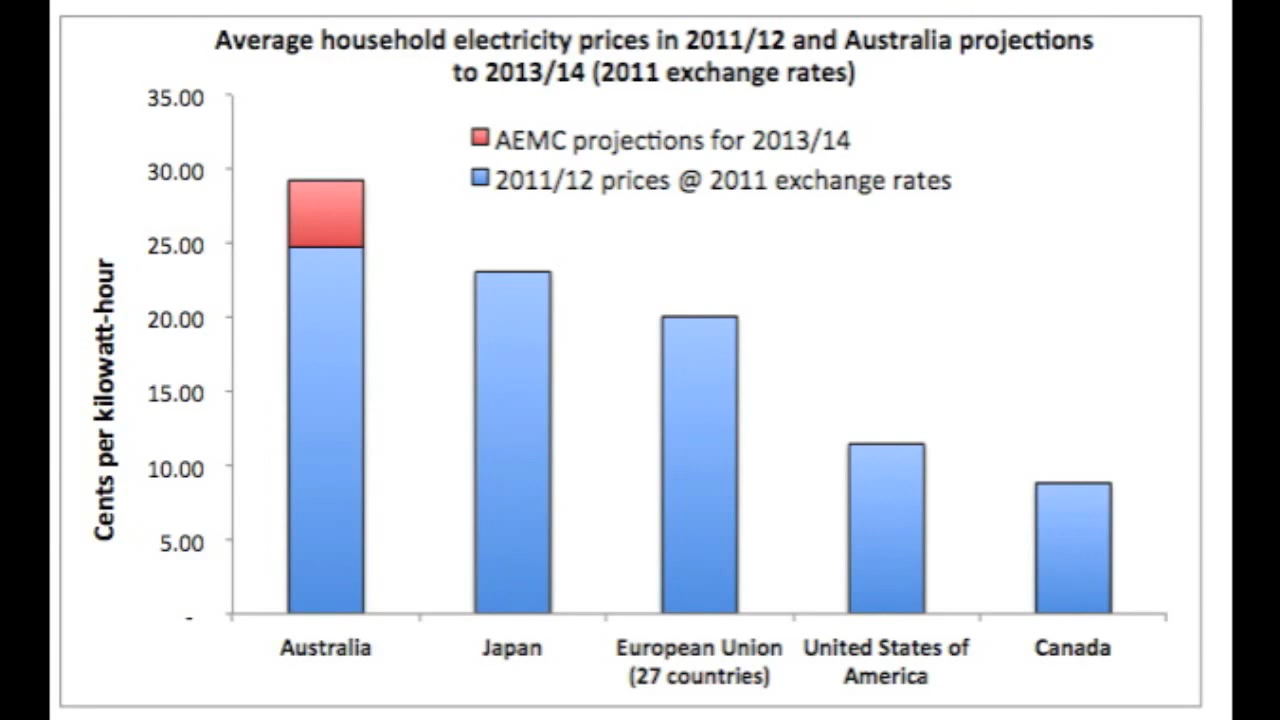 Average household electricity prices in 2011/12 and Australia projections
to 2013/14 (2011 exchange rates)
35.00
30.00
25.00
20.00
15.00
10.00
5.00
-
Cents per kilowatt-hour
AEMC projections for 2013/14
2011/12 prices @ 2011 exchange rates
Australia
Japan
European Union
(27 countries)
United States of
America
Canada